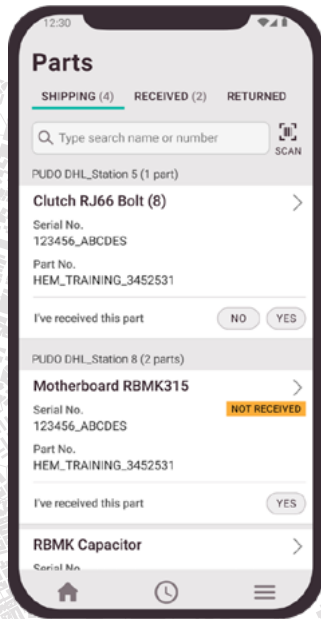 12:30
Parts
SHIPPING (4) RECEIVED (2) RETURNED
Type search name or number
SCAN
PUDO DHL_Station 5 (1 part)
Clutch RJ66 Bolt (8)
Serial No.
123456_ABCDES
Part No.
HEM_TRAINING_3452531
I've received this part NO YES
PUDO DHL_Station 8 (2 parts)
Motherboard RBMK315
Serial No. NOT RECEIVED
123456_ABCDES
Part No.
HEM_TRAINING_3452531
I've received this part YES
RBMK Capacitor
Serial No.